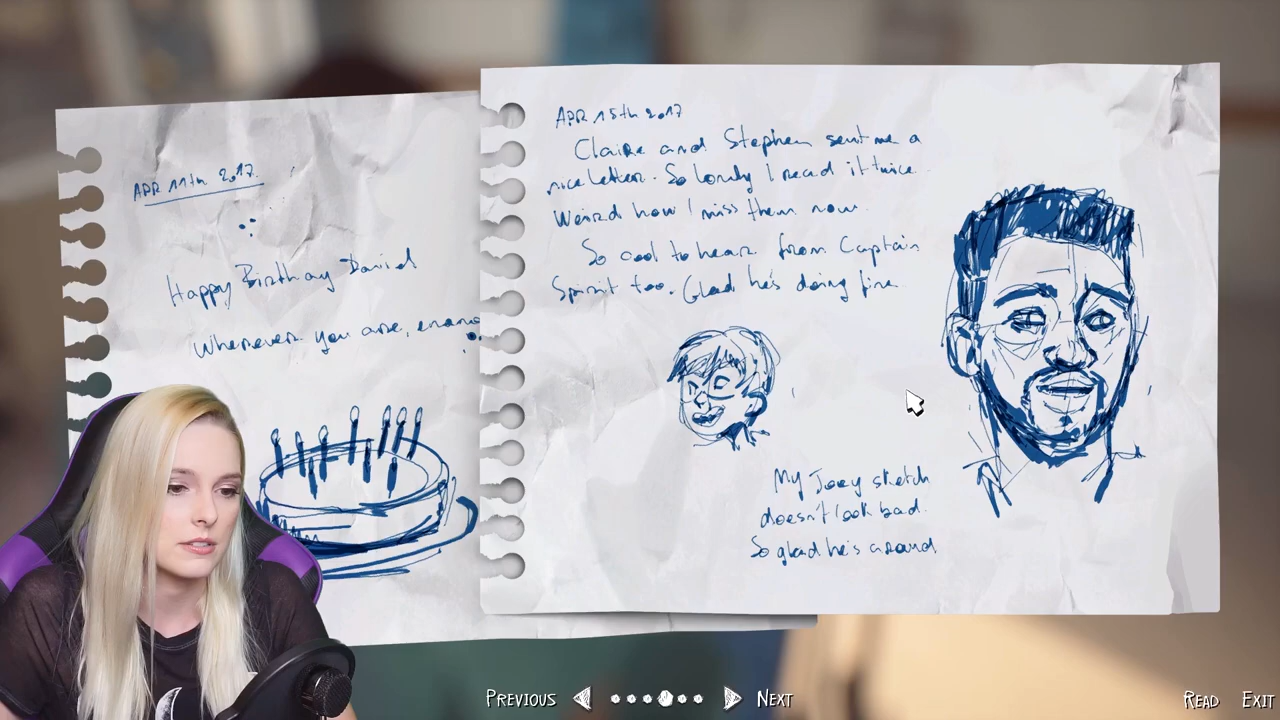 APR 11th 2017
Happy Birthday Daniel
Wherever you are, enano
APR 15th 2017
Claire and Stephen sent me a
nice letter. So lonely I read it twice.
Weird how I miss them now.
So cool to hear from Captain
Spirit too. Glad he's doing fine.
My Joey sketch
doesn't look bad.
So glad he's around
PREVIOUS
NEXT
READ
EXIT